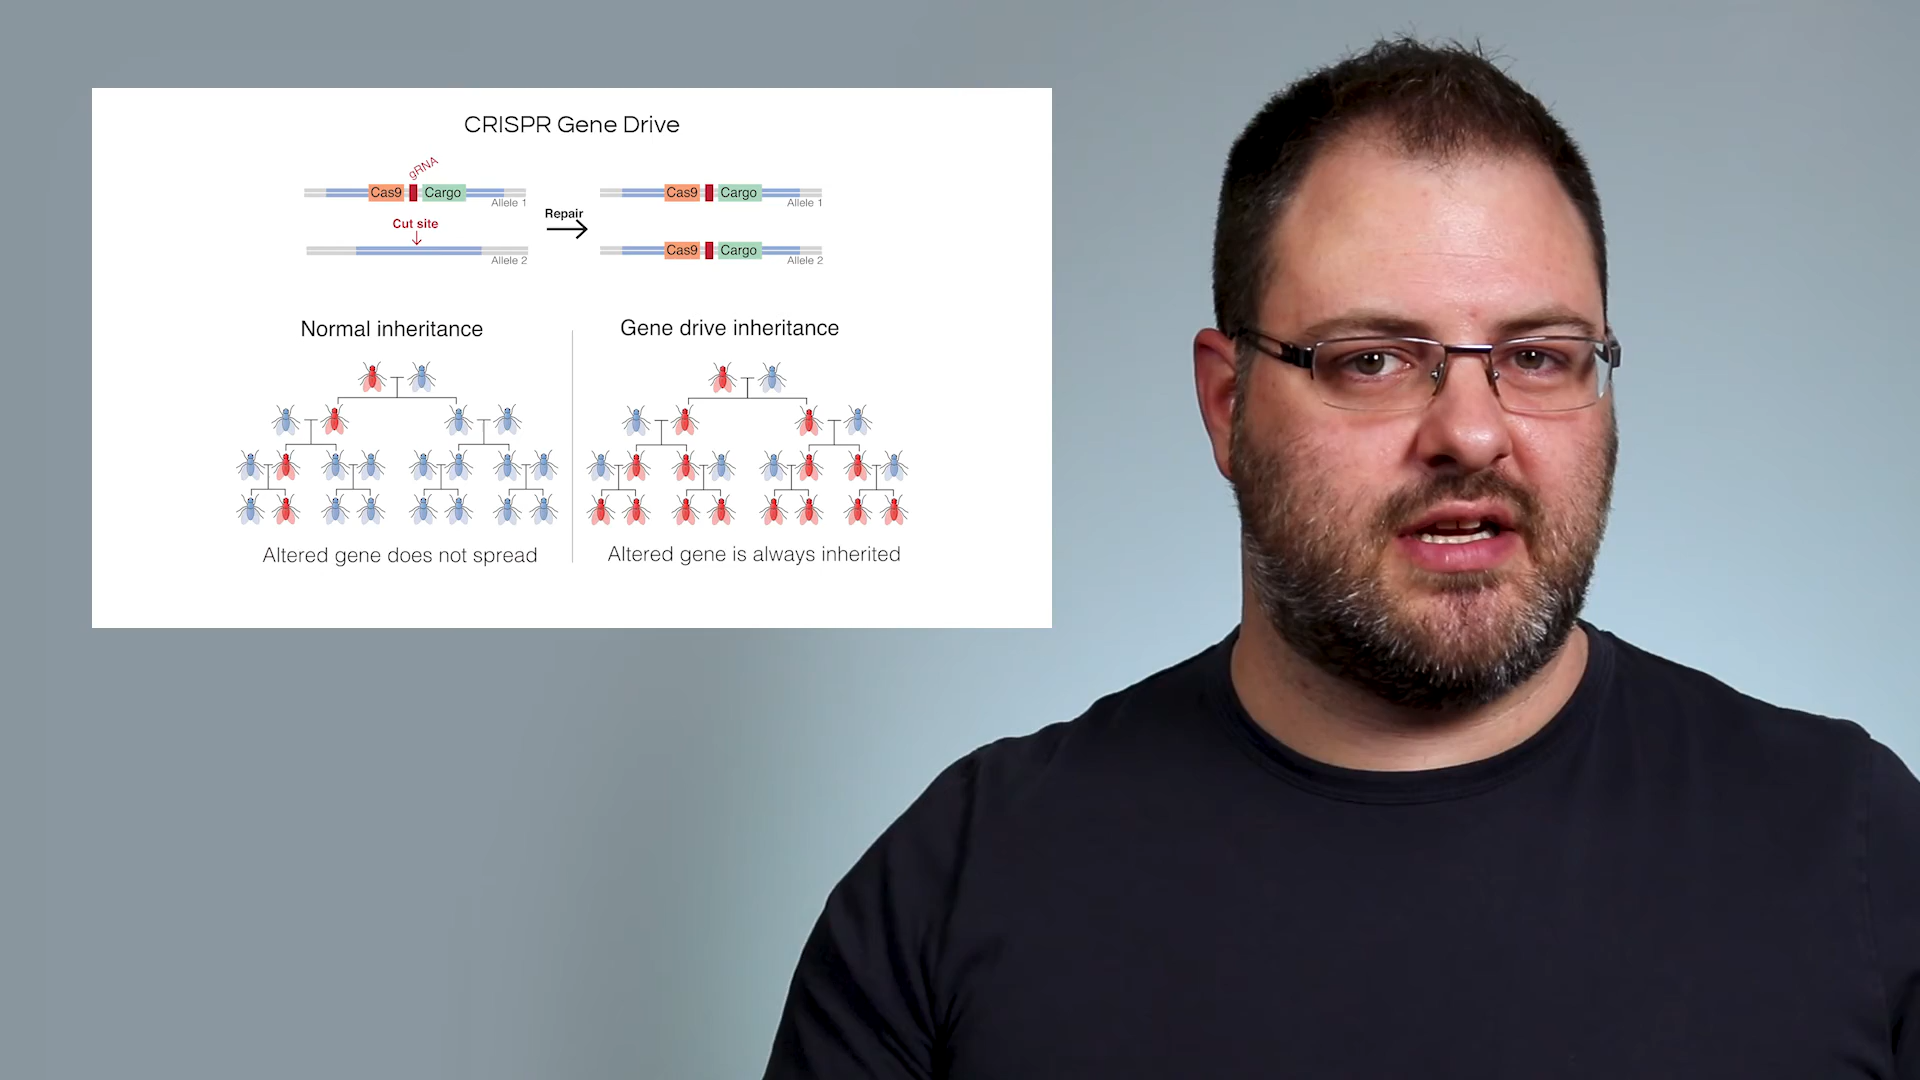 CRISPR Gene Drive
gRNA
Cas9 Cargo
Allele 1
Cut site
Allele 2
Repair
Cas9 Cargo
Allele 1
Cas9 Cargo
Allele 2
Normal inheritance
Altered gene does not spread
Gene drive inheritance
Altered gene is always inherited